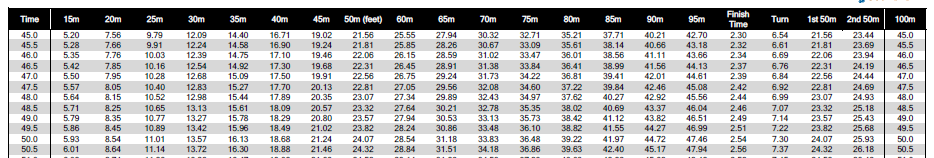 Time 15m 20m 25m 30m 35m 40m 45m 50m (feet) 60m 65m 70m 75m 80m 85m 90m 95m Finish Time Turn 1st 50m 2nd 50m 100m
45.0 5.20 7.56 9.79 12.09 14.40 16.71 19.02 21.56 25.55 27.94 30.32 32.71 35.21 37.71 40.21 42.70 2.30 6.54 21.56 23.44 45.0
45.5 5.28 7.66 9.91 12.24 14.58 16.90 19.24 21.81 25.85 28.26 30.67 33.09 35.61 38.14 40.66 43.18 2.32 6.61 21.81 23.69 45.5
46.0 5.35 7.76 10.03 12.39 14.75 17.10 19.46 22.06 26.15 28.59 31.02 33.47 36.01 38.56 41.11 43.66 2.34 6.69 22.06 23.94 46.0
46.5 5.42 7.85 10.16 12.54 14.92 17.30 19.68 22.31 26.45 28.91 31.38 33.84 36.41 38.99 41.56 44.13 2.37 6.76 22.31 24.19 46.5
47.0 5.50 7.95 10.28 12.68 15.09 17.50 19.91 22.56 26.75 29.24 31.73 34.22 36.81 39.41 42.01 44.61 2.39 6.84 22.56 24.44 47.0
47.5 5.57 8.05 10.40 12.83 15.27 17.70 20.13 22.81 27.05 29.56 32.08 34.60 37.22 39.84 42.46 45.08 2.42 6.92 22.81 24.69 47.5
48.0 5.64 8.15 10.52 12.98 15.44 17.89 20.35 23.07 27.34 29.89 32.43 34.97 37.62 40.27 42.92 45.56 2.44 6.99 23.07 24.93 48.0
48.5 5.71 8.25 10.65 13.13 15.61 18.09 20.57 23.32 27.64 30.21 32.78 35.35 38.02 40.69 43.37 46.04 2.46 7.07 23.32 25.18 48.5
49.0 5.79 8.35 10.77 13.28 15.78 18.29 20.80 23.57 27.94 30.53 33.13 35.73 38.42 41.12 43.82 46.51 2.49 7.14 23.57 25.43 49.0
49.5 5.86 8.45 10.89 13.42 15.96 18.49 21.02 23.82 28.24 30.86 33.48 36.10 38.82 41.55 44.27 46.99 2.51 7.22 23.82 25.68 49.5
50.0 5.93 8.54 11.01 13.57 16.13 18.68 21.24 24.07 28.54 31.18 33.83 36.48 39.22 41.97 44.72 47.46 2.54 7.30 24.07 25.93 50.0
50.5 6.01 8.64 11.14 13.72 16.30 18.88 21.46 24.32 28.84 31.51 34.18 36.86 39.63 42.40 45.17 47.94 2.56 7.37 24.32 26.18 50.5